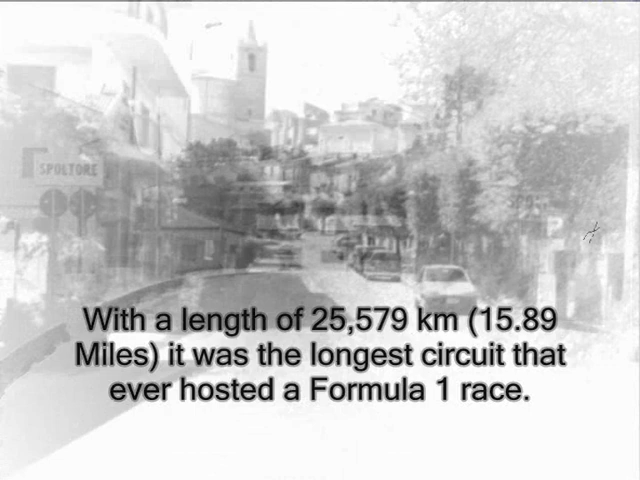 SPOLTORE
P
With a length of 25,579 km (15.89
Miles) it was the longest circuit that
ever hosted a Formula 1 race.